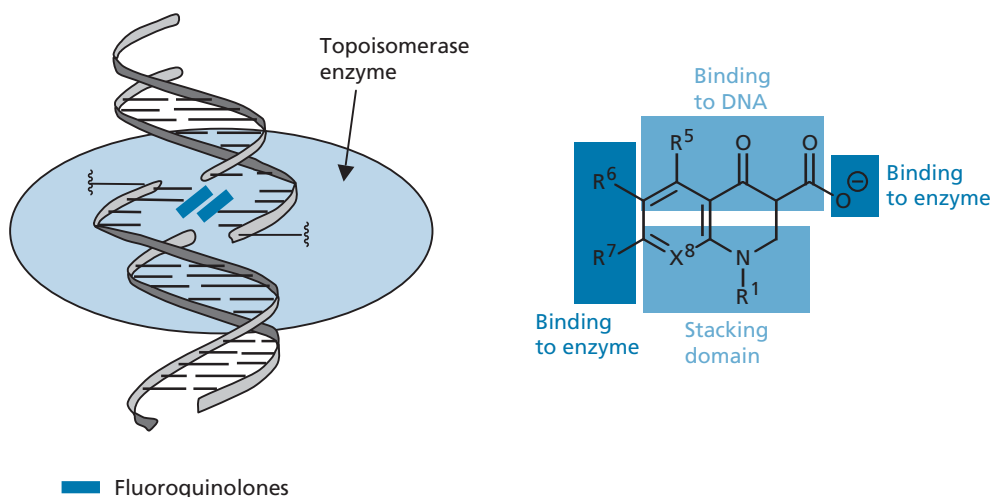 Topoisomerase
enzyme
Binding
to DNA
R5
O
O
R6
O
Binding
to enzyme
R7
X8
N
R1
Binding
to enzyme
Stacking
domain
Fluoroquinolones